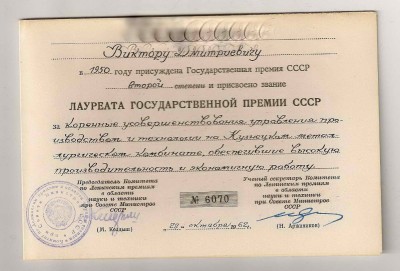 Виктору Дмитриевичу
в 1950 году присуждена Государственная премия СССР
второй степени и присвоено звание
ЛАУРЕАТА ГОСУДАРСТВЕННОЙ ПРЕМИИ СССР
за коренные усовершенствования управления про-
изводством и технологии на Кузнецком метал-
лургическом комбинате, обеспечившие высокую
производительность и экономичную работу.
Председатель Комитета
по Ленинским премиям
в области
науки и техники
при Совете Министров
СССР
(М. Келдыш)
№ 6070
октября 1962 г.
Ученый секретарь Комитета
по Ленинским премиям
в области
науки и техники
при Совете Министров
СССР
(И. Аржаников)